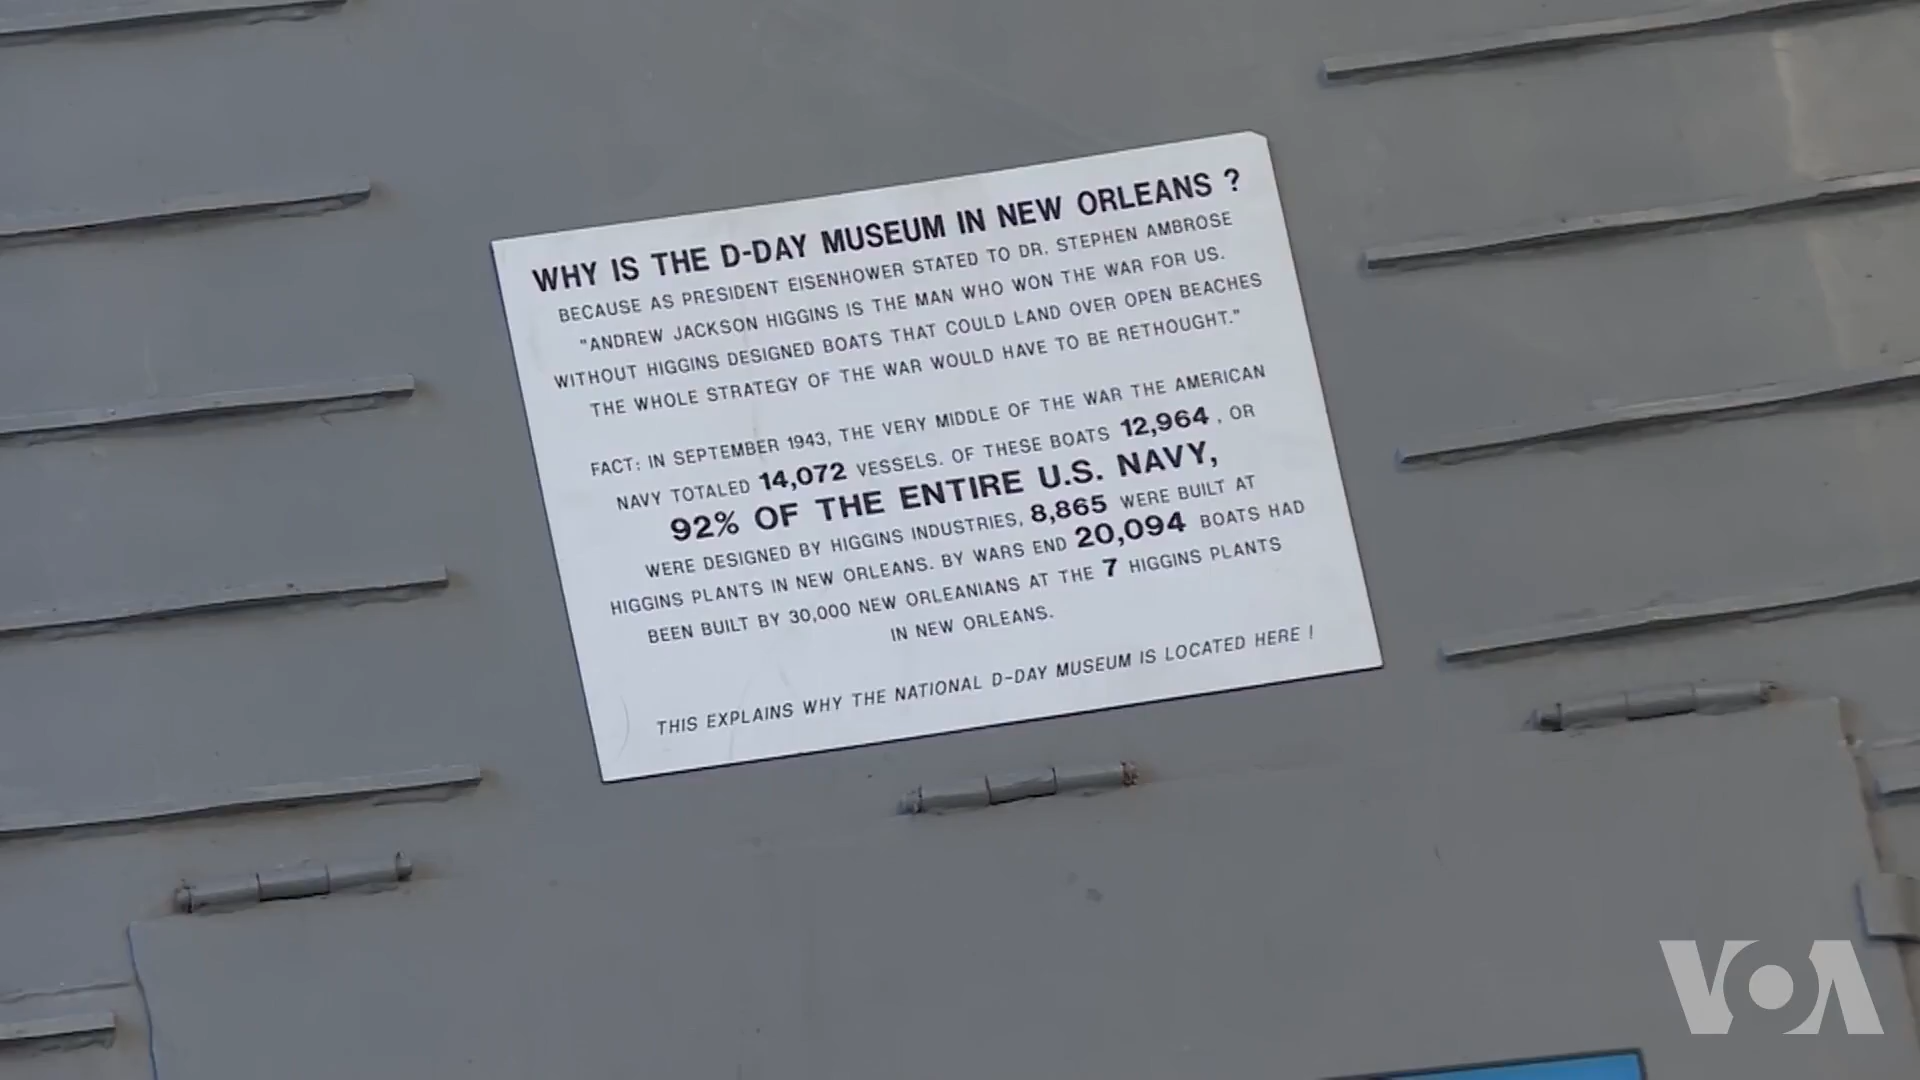 WHY IS THE D-DAY MUSEUM IN NEW ORLEANS ?
BECAUSE AS PRESIDENT EISENHOWER STATED TO DR. STEPHEN AMBROSE
"ANDREW JACKSON HIGGINS IS THE MAN WHO WON THE WAR FOR US.
WITHOUT HIGGINS DESIGNED BOATS THAT COULD LAND OVER OPEN BEACHES
THE WHOLE STRATEGY OF THE WAR WOULD HAVE TO BE RETHOUGHT."
FACT: IN SEPTEMBER 1943, THE VERY MIDDLE OF THE WAR THE AMERICAN
NAVY TOTALED 14,072 VESSELS. OF THESE BOATS 12,964 , OR
92% OF THE ENTIRE U.S. NAVY,
WERE DESIGNED BY HIGGINS INDUSTRIES, 8,865 WERE BUILT AT
HIGGINS PLANTS IN NEW ORLEANS. BY WARS END 20,094 BOATS HAD
BEEN BUILT BY 30,000 NEW ORLEANIANS AT THE 7 HIGGINS PLANTS
IN NEW ORLEANS.
THIS EXPLAINS WHY THE NATIONAL D-DAY MUSEUM IS LOCATED HERE !
VOA